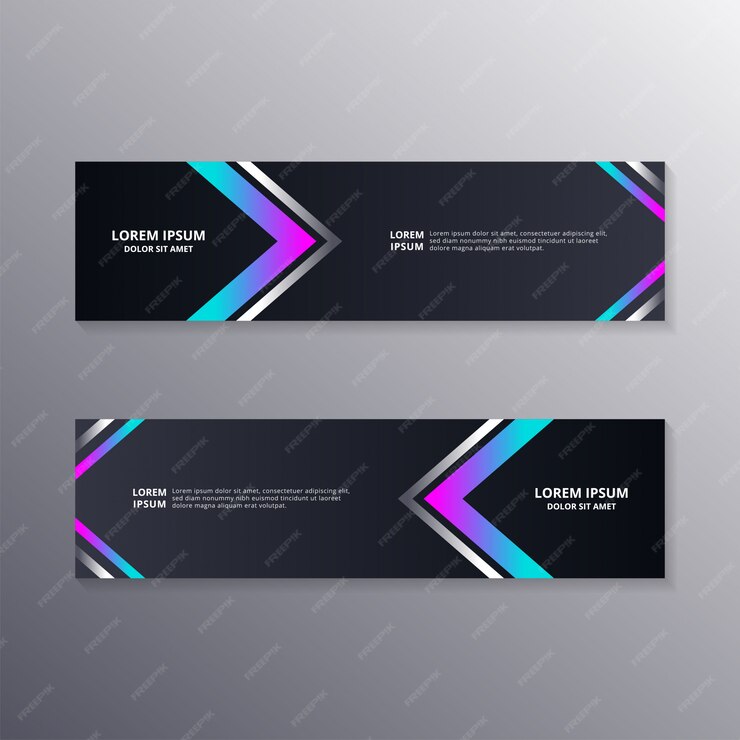 LOREM IPSUM
DOLOR SIT AMET
LOREM
IPSUM
Lorem ipsum dolor sit amet, consectetuer
adipiscing elit, sed diam nonummy nibh
euismod tincidunt ut laoreet dolore magna
aliquam erat volutpat.
LOREM
IPSUM
Lorem ipsum dolor sit amet, consectetuer
adipiscing elit, sed diam nonummy nibh
euismod tincidunt ut laoreet dolore magna
aliquam erat volutpat.
LOREM IPSUM
DOLOR SIT AMET
FREEPIK